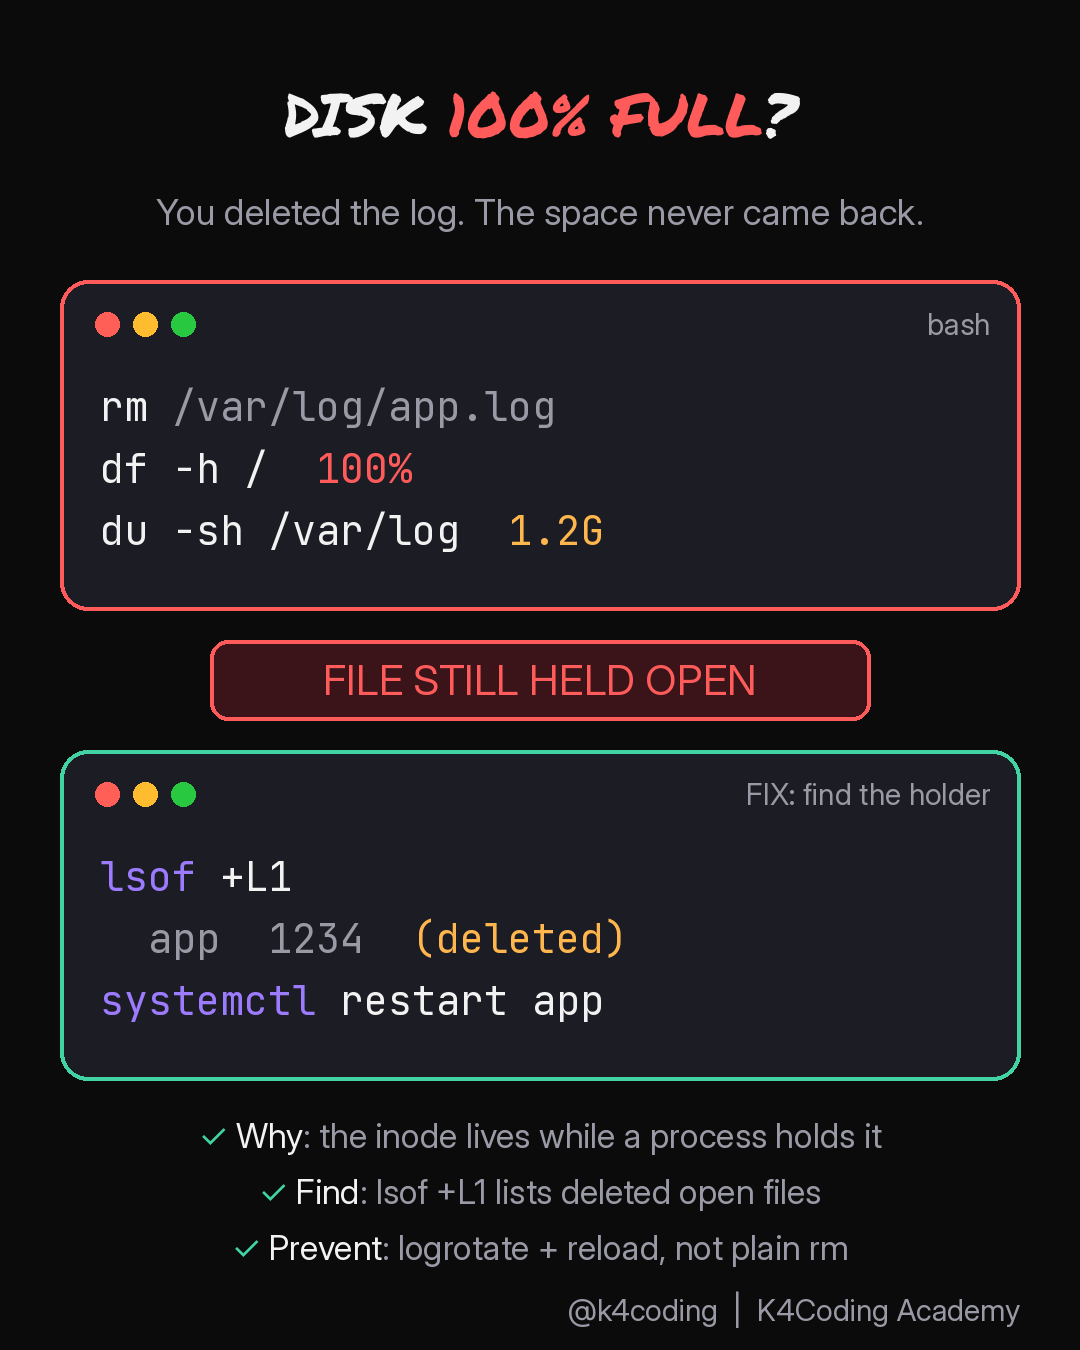 DISK 100% FULL?
You deleted the log. The space never came back.
bash
rm /var/log/app.log
df -h /  100%
du -sh /var/log  1.2G
FILE STILL HELD OPEN
FIX: find the holder
lsof +L1
  app  1234  (deleted)
systemctl restart app
✓ Why: the inode lives while a process holds it
✓ Find: lsof +L1 lists deleted open files
✓ Prevent: logrotate + reload, not plain rm
@k4coding | K4Coding Academy